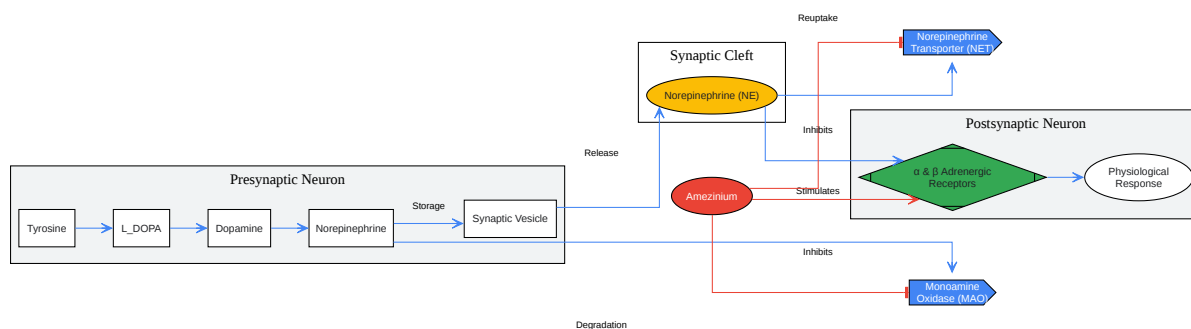 Reuptake
Norepinephrine
Transporter (NET)
Synaptic Cleft
Norepinephrine (NE)
Inhibits
Postsynaptic Neuron
Release
α & β Adrenergic
Receptors
Physiological
Response
Presynaptic Neuron
Amezinium
Stimulates
Storage
Synaptic Vesicle
Tyrosine
L_DOPA
Dopamine
Norepinephrine
Inhibits
Monoamine
Oxidase (MAO)
Degradation